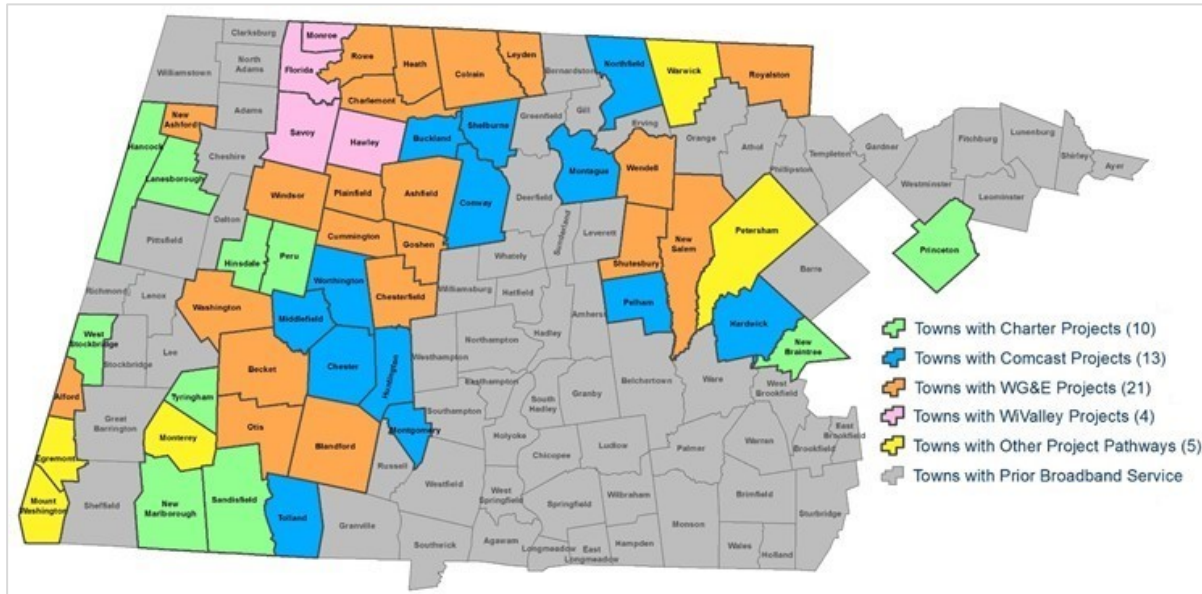 Clarksburg
Monroe
Williamstown
North
Adams
Florida
Rowe
Heath
Colrain
Leyden
Bernardston
Northfield
Warwick
Royalston
Adams
Charlemont
New
Ashford
Hancock
Savoy
Hawley
Buckland
Shelburne
Greenfield
Gill
Erving
Orange
Athol
Phillipston
Templeton
Gardner
Fitchburg
Lunenburg
Shirley
Ayer
Westminster
Leominster
Cheshire
Lanesborough
Windsor
Plainfield
Ashfield
Conway
Deerfield
Montague
Wendell
Dalton
Pittsfield
Cummington
Goshen
Whately
Sunderland
Leverett
Shutesbury
New
Salem
Petersham
Princeton
Barre
Hinsdale
Peru
Worthington
Chesterfield
Williamsburg
Hatfield
Richmond
Lenox
Washington
Middlefield
Amherst
Pelham
Hardwick
Hadley
New
Braintree
West
Stockbridge
Stockbridge
Lee
Becket
Chester
Huntington
Westhampton
Northampton
Easthampton
South
Hadley
Granby
Belchertown
Ware
West
Brookfield
East
Brookfield
Brookfield
Alford
Great
Barrington
Tyringham
Otis
Blandford
Montgomery
Southampton
Holyoke
Chicopee
Ludlow
Palmer
Warren
Egremont
Monterey
Russell
Westfield
West
Springfield
Springfield
Wilbraham
Brimfield
Sturbridge
Mount
Washington
Sheffield
New
Marlborough
Sandisfield
Tolland
Granville
Southwick
Agawam
Longmeadow
East
Longmeadow
Hampden
Monson
Wales
Holland
Towns with Charter Projects (10)
Towns with Comcast Projects (13)
Towns with WG&E Projects (21)
Towns with WiValley Projects (4)
Towns with Other Project Pathways (5)
Towns with Prior Broadband Service